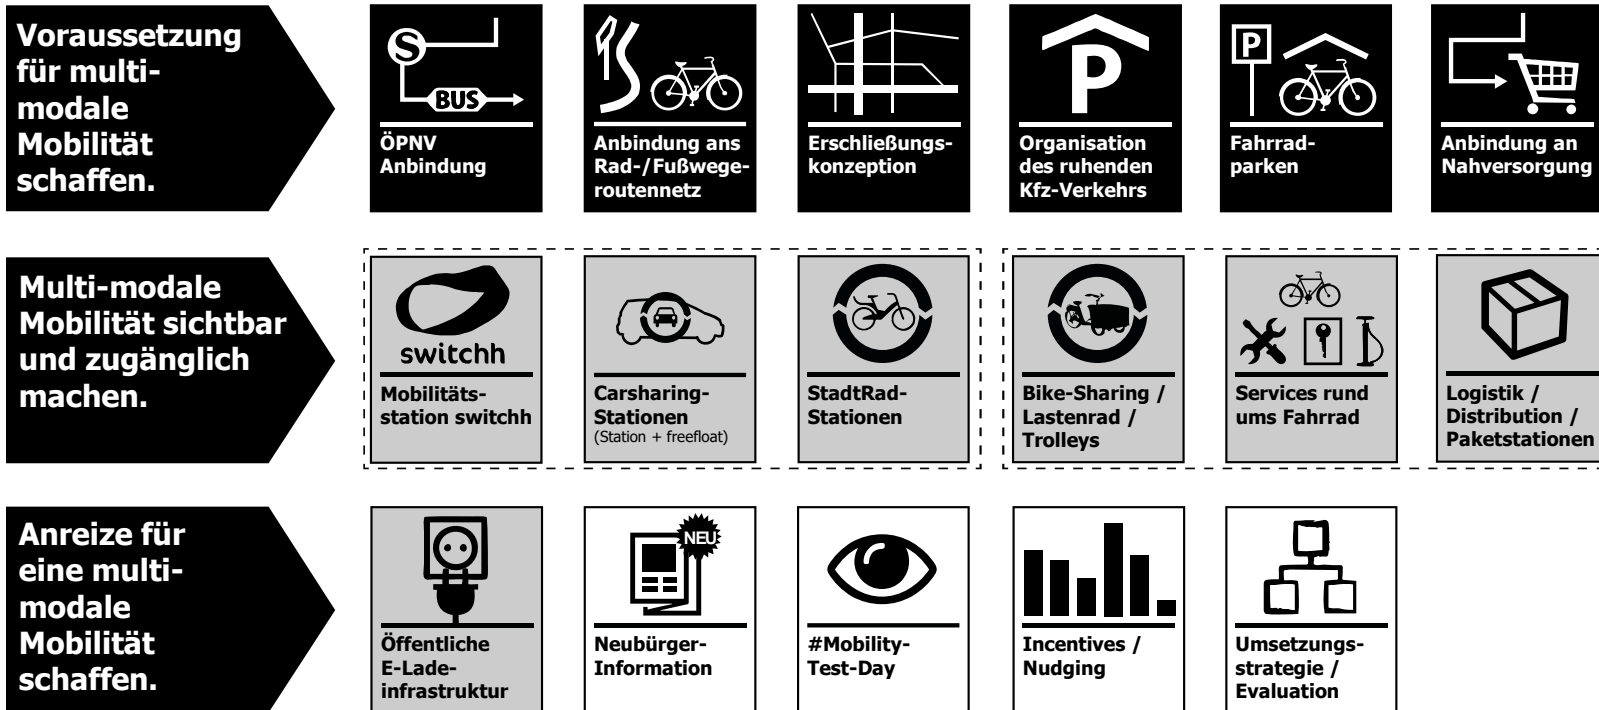 Voraussetzung
für multi-
modale
Mobilität
schaffen.
S
BUS
ÖPNV
Anbindung
Anbindung ans
Rad-/Fußwege-
routennetz
Erschließungs-
konzeption
P
Organisation
des ruhenden
Kfz-Verkehrs
P
Fahrrad-
parken
Anbindung an
Nahversorgung
Multi-modale
Mobilität sichtbar
und zugänglich
machen.
switchh
Mobilitäts-
station switchh
Carsharing-
Stationen
(Station + freefloat)
StadtRad-
Stationen
Bike-Sharing /
Lastenrad /
Trolleys
Services rund
ums Fahrrad
Logistik /
Distribution /
Paketstationen
Anreize für
eine multi-
modale
Mobilität
schaffen.
Öffentliche
E-Lade-
infrastruktur
NEU
Neubürger-
Information
#Mobility-
Test-Day
Incentives /
Nudging
Umsetzungs-
strategie /
Evaluation